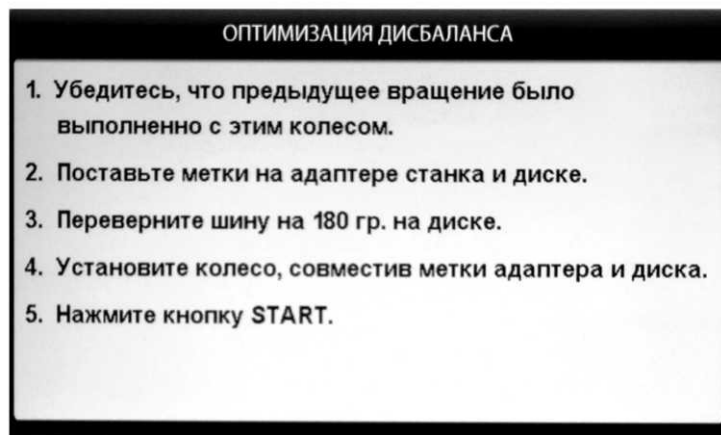 ОПТИМИЗАЦИЯ ДИСБАЛАНСА
1. Убедитесь, что предыдущее вращение было
выполненно с этим колесом.
2. Поставьте метки на адаптере станка и диске.
3. Переверните шину на 180 гр. на диске.
4. Установите колесо, совместив метки адаптера и диска.
5. Нажмите кнопку START.